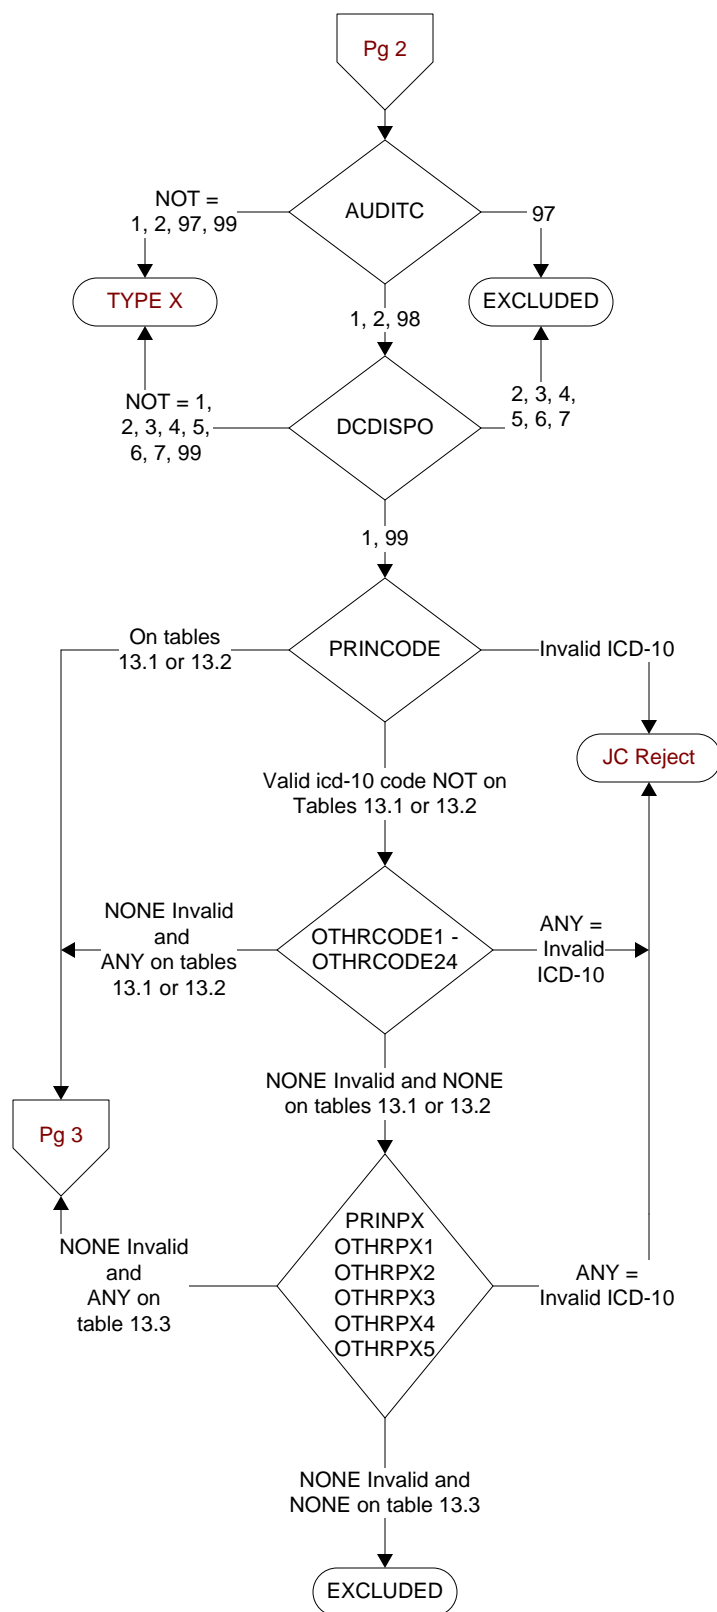 Pg 2
AUDITC
NOT =
1, 2, 97, 99
97
TYPE X
EXCLUDED
1, 2, 98
DCDISPO
NOT = 1,
2, 3, 4, 5,
6, 7, 99
2, 3, 4,
5, 6, 7
1, 99
PRINCODE
On tables
13.1 or 13.2
Invalid ICD-10
JC Reject
Valid icd-10 code NOT on
Tables 13.1 or 13.2
OTHRCODE1 -
OTHRCODE24
NONE Invalid
and
ANY on tables
13.1 or 13.2
ANY =
Invalid
ICD-10
NONE Invalid and NONE
on tables 13.1 or 13.2
Pg 3
PRINPX
OTHRPX1
OTHRPX2
OTHRPX3
OTHRPX4
OTHRPX5
NONE Invalid
and
ANY on
table 13.3
ANY =
Invalid ICD-10
NONE Invalid and
NONE on table 13.3
EXCLUDED